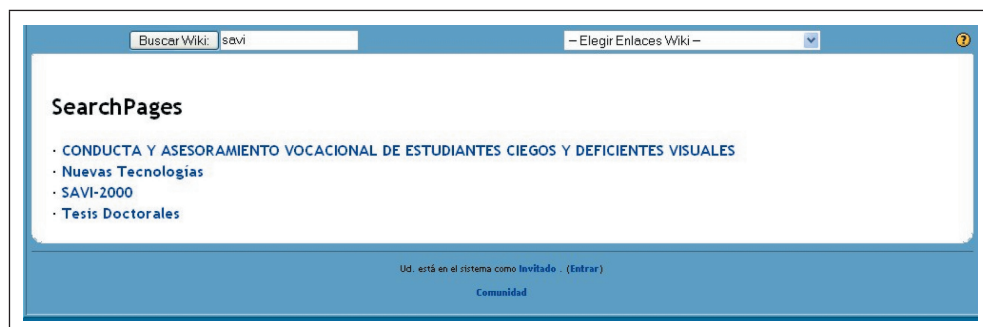 Buscar Wiki: savi – Elegir Enlaces Wiki – ?
SearchPages
· CONDUCTA Y ASESORAMIENTO VOCACIONAL DE ESTUDIANTES CIEGOS Y DEFICIENTES VISUALES
· Nuevas Tecnologías
· SAVI-2000
· Tesis Doctorales
Ud. está en el sistema como Invitado . (Entrar)
Comunidad